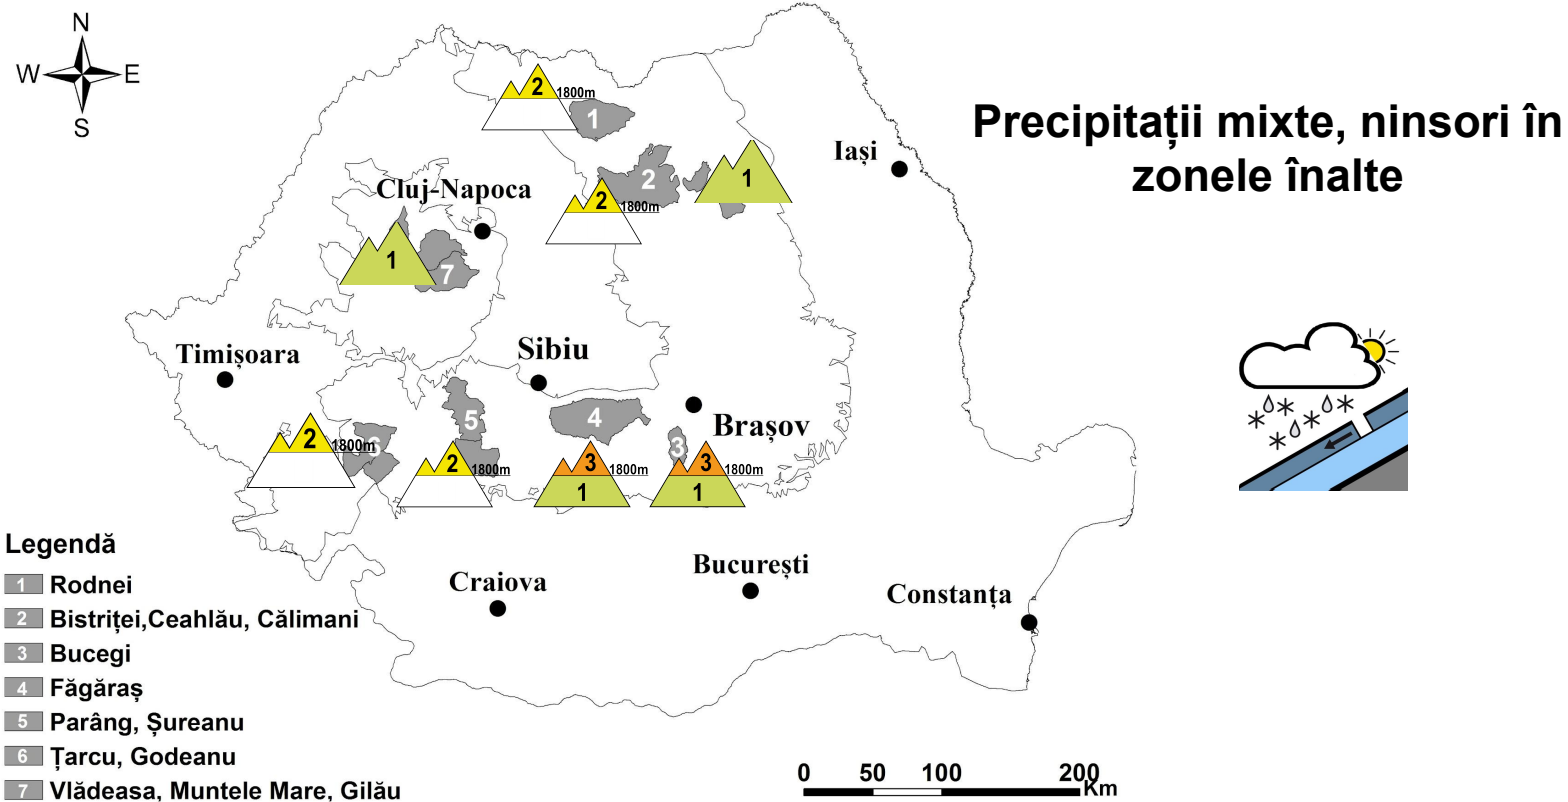 N
W E
S
Precipitații mixte, ninsori în
zonele înalte
2
1800m
1
Iași
2
1
Cluj-Napoca
2
1800m
1
7
Timișoara
Sibiu
5
4
Brașov
2
1800m
6
3
2
1800m
3
1800m
1
3
1800m
1
Legendă
București
Craiova
Constanța
1 Rodnei
2 Bistriței,Ceahlău, Călimani
3 Bucegi
4 Făgăraș
5 Parâng, Șureanu
6 Țarcu, Godeanu
7 Vlădeasa, Muntele Mare, Gilău
0 50 100 200
Km